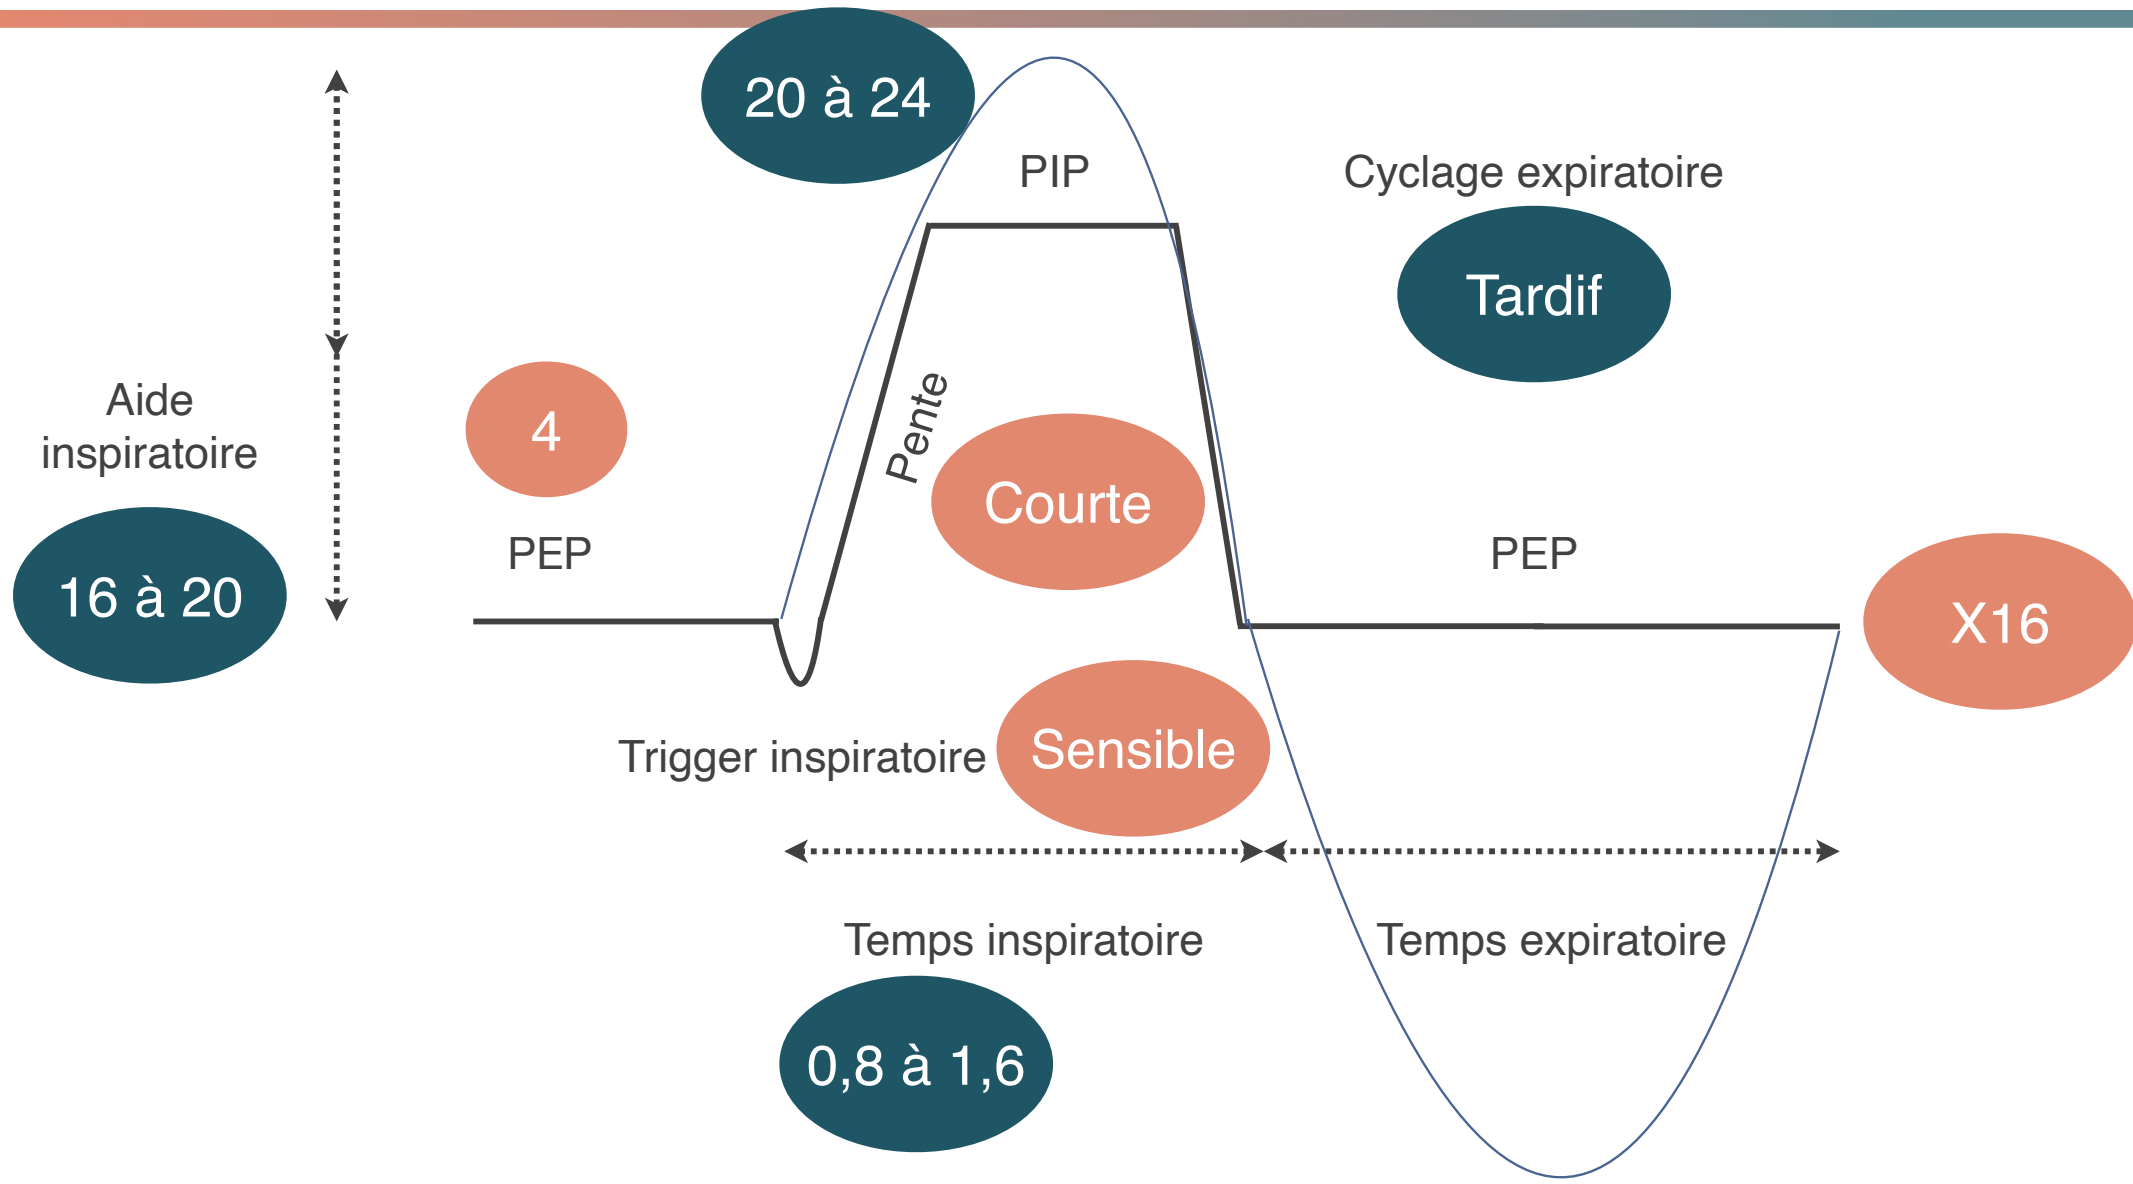 20 à 24
PIP
Cyclage expiratoire
Tardif
Aide
inspiratoire
16 à 20
4
PEP
Pente
Courte
PEP
X16
Trigger inspiratoire
Sensible
Temps inspiratoire
Temps expiratoire
0,8 à 1,6